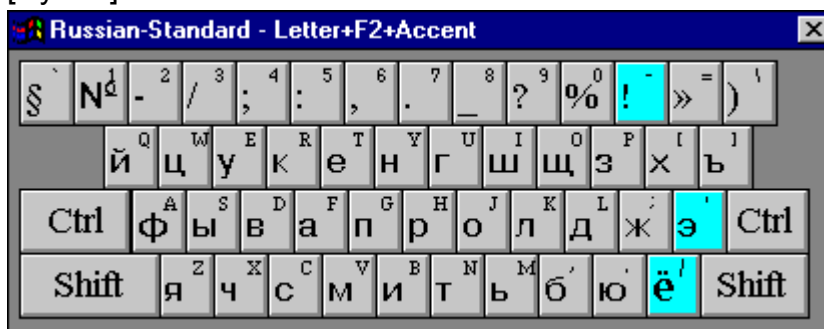 Russian-Standard - Letter+F2+Accent
§ ` № 1 - 2 / 3 ; 4 : 5 , 6 . 7 _ 8 ? 9 % 0 ! - » = ) \
й Q ц W у E к R е T н Y г U ш I щ O з P х [ ъ ]
Ctrl ф A ы S в D а F п G р H о J л K д L ж ; э ' Ctrl
Shift я Z ч X с C м V и B т N ь M б , ю . ё / Shift